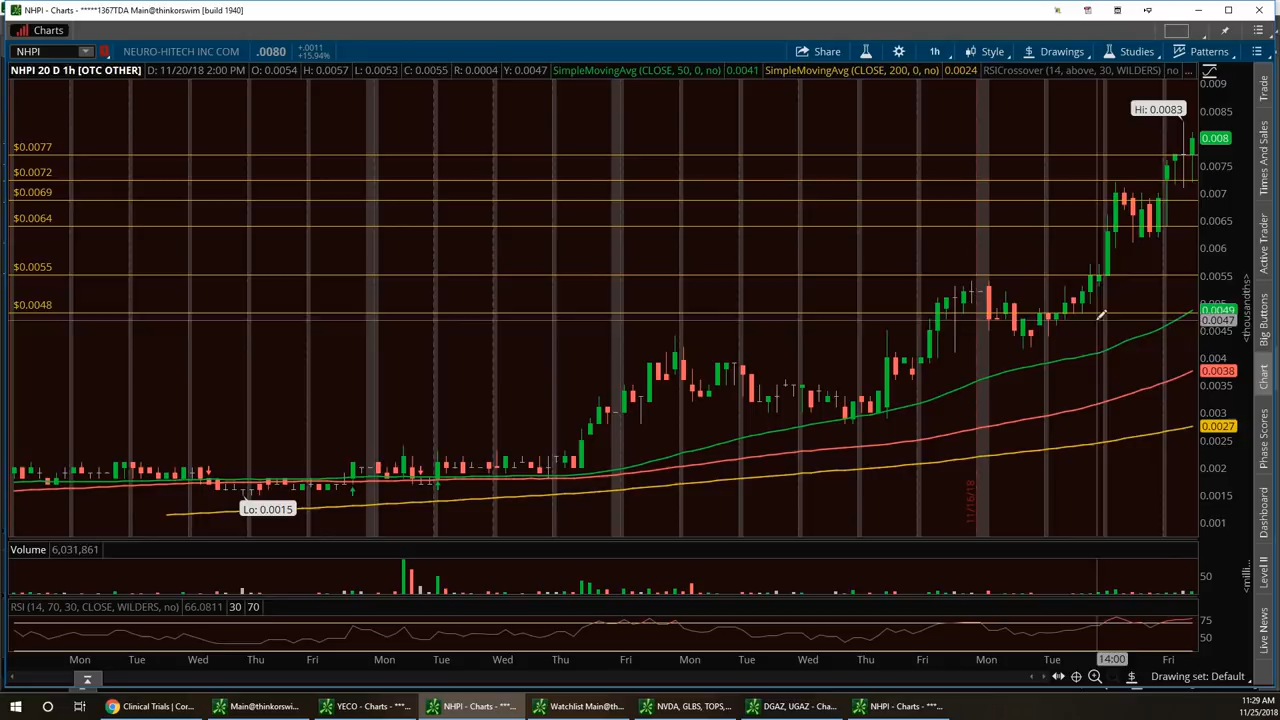 NHPI - Charts - *****1367TDA Main@thinkorswim [build 1940]
Charts
NHPI NEURO-HITECH INC COM .0080 +.0011 +15.94% Share 1h Style Drawings Studies Patterns
NHPI 20 D 1h [OTC OTHER] D: 11/20/18 2:00 PM O: 0.0054 H: 0.0057 L: 0.0053 C: 0.0055 R: 0.0004 Y: 0.0047 SimpleMovingAvg (CLOSE, 50, 0, no) 0.0041 SimpleMovingAvg (CLOSE, 200, 0, no) 0.0024 RSICrossover (14, above, 30, WILDERS) no ...
0.009
Hi: 0.0083
0.0085
0.008
$0.0077
0.0075
$0.0072
$0.0069
0.007
$0.0064
0.0065
0.006
$0.0055
0.0055
$0.0048
0.0049
0.0047
0.0045
0.004
0.0038
0.0035
0.003
0.0027
0.0025
0.002
0.0015
Lo: 0.0015
0.001
11/16/18
<thousandths>
Volume 6,031,861
50
<milli...
RSI (14, 70, 30, CLOSE, WILDERS, no) 66.0811 30 70
75
50
Mon Tue Wed Thu Fri Mon Tue Wed Thu Fri Mon Tue Wed Thu Fri Mon Tue 14:00 Fri
Drawing set: Default
Trade
Times And Sales
Active Trader
Big Buttons
Chart
Phase Scores
Dashboard
Level II
Live News
Clinical Trials | Cor... Main@thinkorswi... YECO - Charts - ***... NHPI - Charts - ***... Watchlist Main@th... NVDA, GLBS, TOPS,... DGAZ, UGAZ - Cha... NHPI - Charts - ***...
11:29 AM
11/25/2018